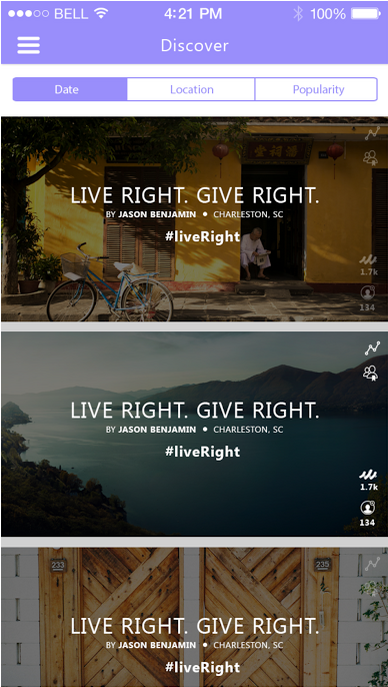 BELL 4:21 PM 100%
Discover
Date Location Popularity
LIVE RIGHT. GIVE RIGHT.
BY JASON BENJAMIN • CHARLESTON, SC
#liveRight
1.7k
134
LIVE RIGHT. GIVE RIGHT.
BY JASON BENJAMIN • CHARLESTON, SC
#liveRight
1.7k
134
233 235
LIVE RIGHT. GIVE RIGHT.
BY JASON BENJAMIN • CHARLESTON, SC
#liveRight